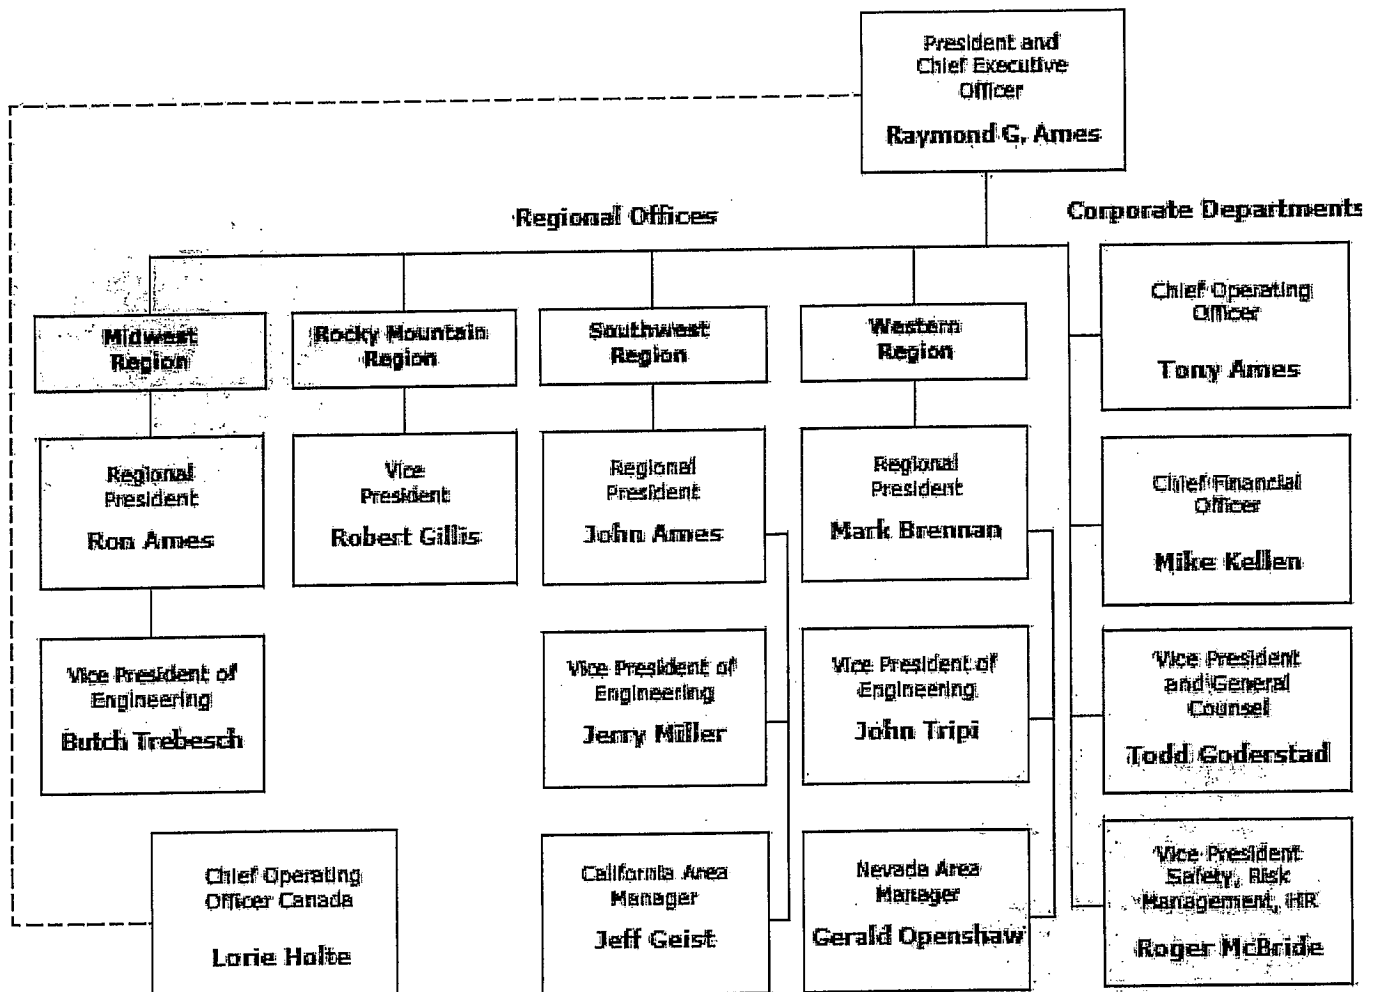 President and
Chief Executive
Officer
Raymond G. Ames
Regional Offices
Corporate Departments
Midwest
Region
Rocky Mountain
Region
Southwest
Region
Western
Region
Chief Operating
Officer
Tony Ames
Regional
President
Ron Ames
Vice
President
Robert Gillis
Regional
President
John Ames
Regional
President
Mark Brennan
Chief Financial
Officer
Mike Kellen
Vice President of
Engineering
Butch Trebesch
Vice President of
Engineering
Jerry Miller
Vice President of
Engineering
John Tripi
Vice President
and General
Counsel
Todd Goderstad
Chief Operating
Officer Canada
Lorie Holte
California Area
Manager
Jeff Geist
Nevada Area
Manager
Gerald Openshaw
Vice President
Safety, Risk
Management, HR
Roger McBride